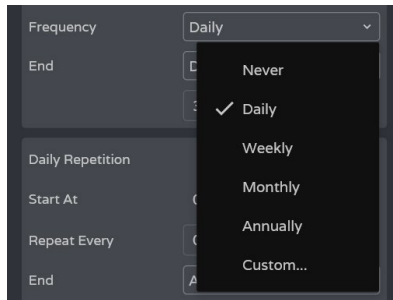 Frequency
Daily
End
Never
Daily
Weekly
Daily Repetition
Monthly
Start At
Annually
Repeat Every
Custom...
End